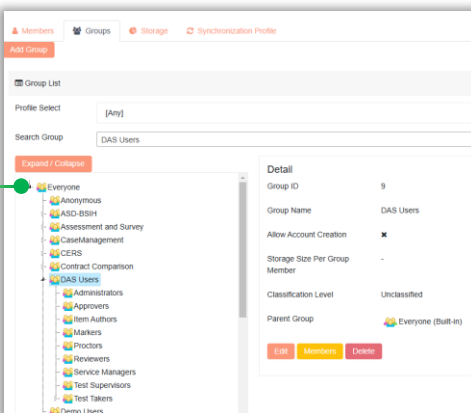 Members Groups Storage Synchronization Profile
Add Group
Group List
Profile Select [Any]
Search Group DAS Users
Expand / Collapse
Everyone
Anonymous
ASD-BSIH
Assessment and Survey
CaseManagement
CERS
Contract Comparison
DAS Users
Administrators
Approvers
Item Authors
Markers
Proctors
Reviewers
Service Managers
Test Supervisors
Test Takers
Demo Users
Detail
Group ID 9
Group Name DAS Users
Allow Account Creation ✖
Storage Size Per Group
Member -
Classification Level Unclassified
Parent Group Everyone (Built-in)
Edit Members Delete